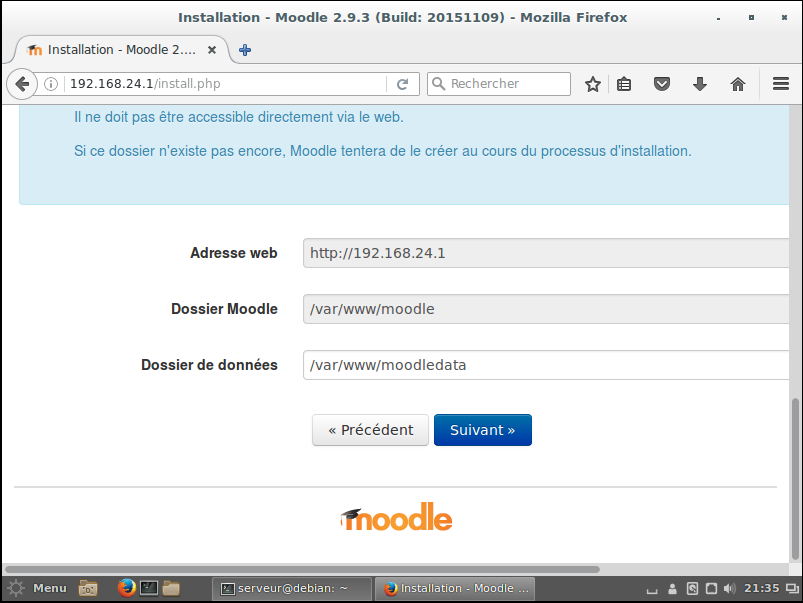 Installation - Moodle 2.9.3 (Build: 20151109) - Mozilla Firefox
Installation - Moodle 2....
192.168.24.1/install.php
Rechercher
Il ne doit pas être accessible directement via le web.
Si ce dossier n'existe pas encore, Moodle tentera de le créer au cours du processus d'installation.
Adresse web http://192.168.24.1
Dossier Moodle /var/www/moodle
Dossier de données /var/www/moodledata
« Précédent Suivant »
moodle
Menu serveur@debian: ~ Installation - Moodle ... 21:35